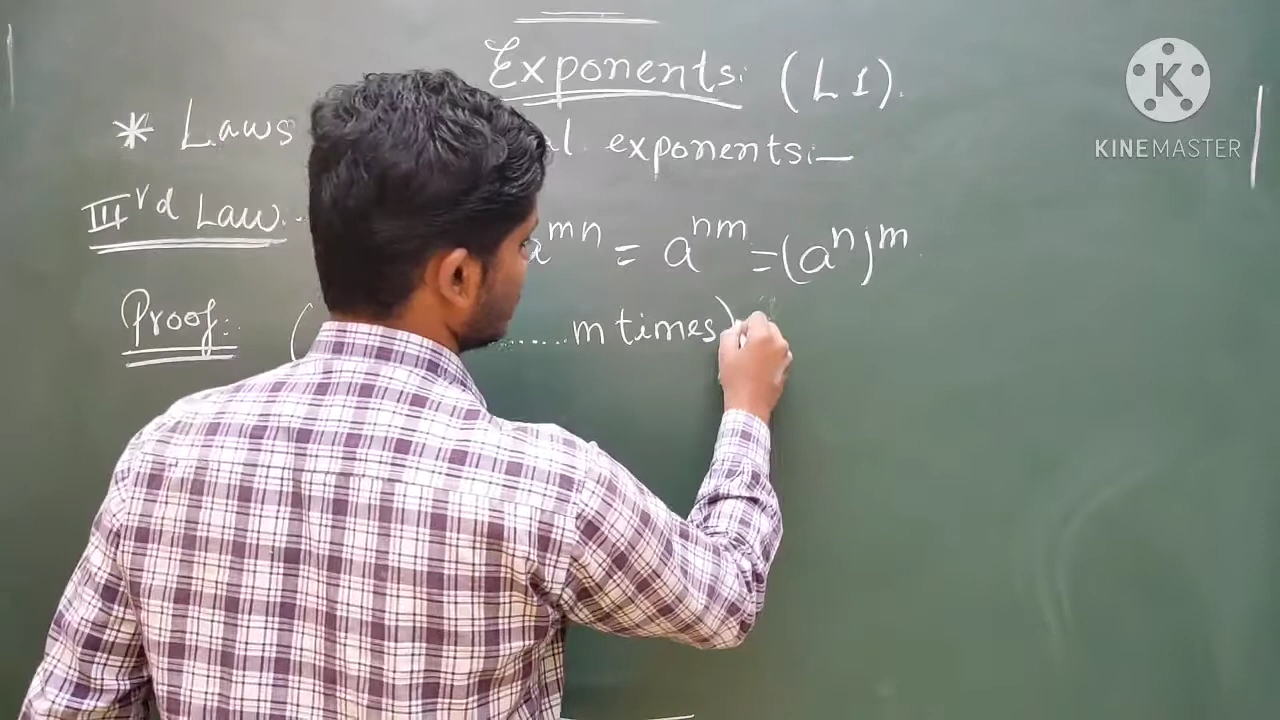 Exponents: (L1).
* Laws exponents:—
IIIrd Law. a^mn = a^nm = (a^n)^m
Proof: ( ......m times)
K
KINEMASTER